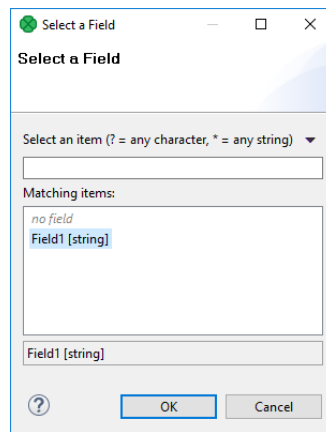 Select a Field
Select a Field
Select an item (? = any character, * = any string)
Matching items:
no field
Field1 [string]
Field1 [string]
?
OK
Cancel